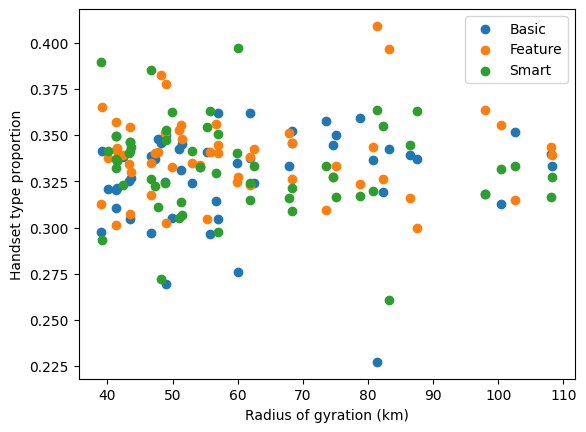 0.400
0.375
0.350
0.325
0.300
0.275
0.250
0.225
Handset type proportion
40 50 60 70 80 90 100 110
Radius of gyration (km)
Basic
Feature
Smart